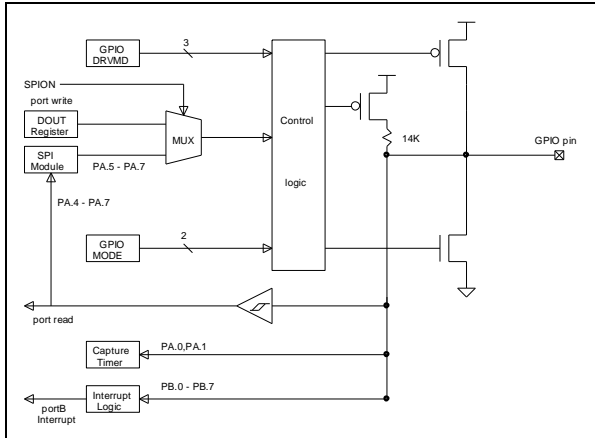 GPIO
DRVMD
3
SPION
port write
DOUT
Register
MUX
SPI
Module
PA.5 - PA.7
PA.4 - PA.7
Control
logic
14K
GPIO pin
GPIO
MODE
2
port read
Capture
Timer
PA.0,PA.1
Interrupt
Logic
PB.0 - PB.7
portB
Interrupt